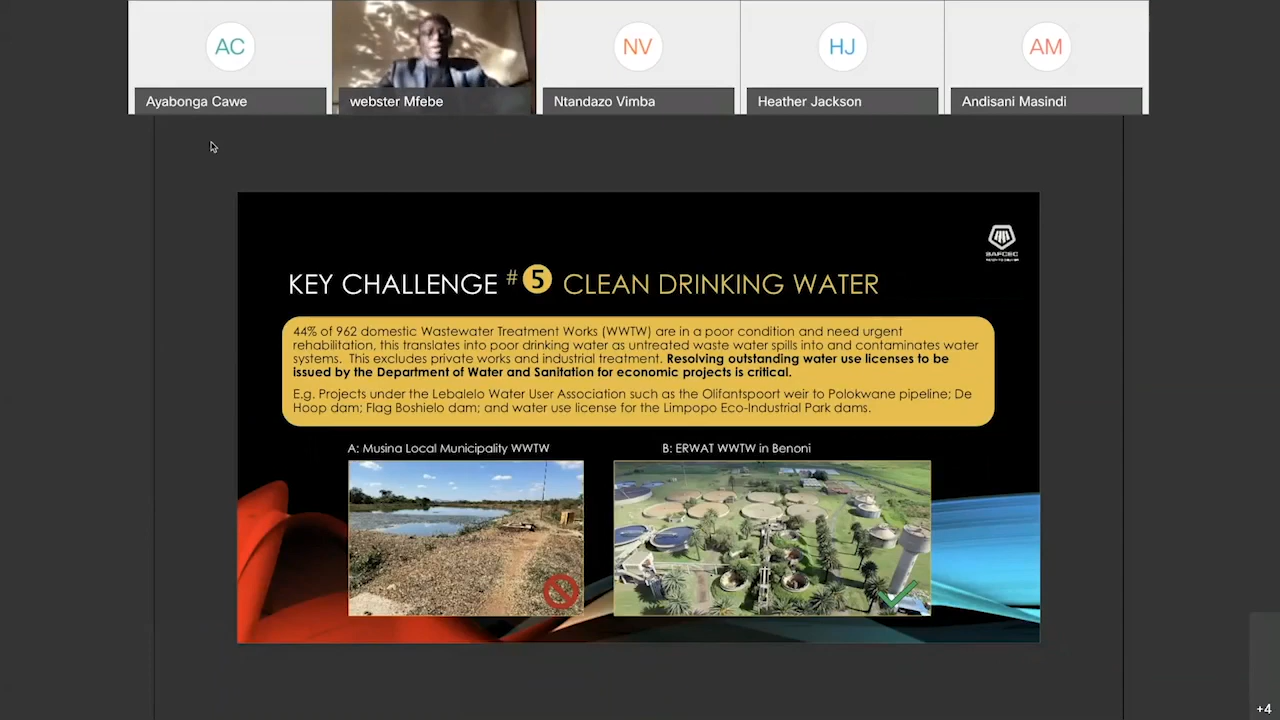 AC
NV
HJ
AM
Ayabonga Cawe
webster Mfebe
Ntandazo Vimba
Heather Jackson
Andisani Masindi
SAFCEC
KEY CHALLENGE #5 CLEAN DRINKING WATER
44% of 962 domestic Wastewater Treatment Works (WWTW) are in a poor condition and need urgent
rehabilitation, this translates into poor drinking water as untreated waste water spills into and contaminates water
systems. This excludes private works and industrial treatment. Resolving outstanding water use licenses to be
issued by the Department of Water and Sanitation for economic projects is critical.
E.g. Projects under the Lebalelo Water User Association such as the Olifantspoort weir to Polokwane pipeline; De
Hoop dam; Flag Boshielo dam; and water use license for the Limpopo Eco-Industrial Park dams.
A: Musina Local Municipality WWTW
B: ERWAT WWTW in Benoni
+4